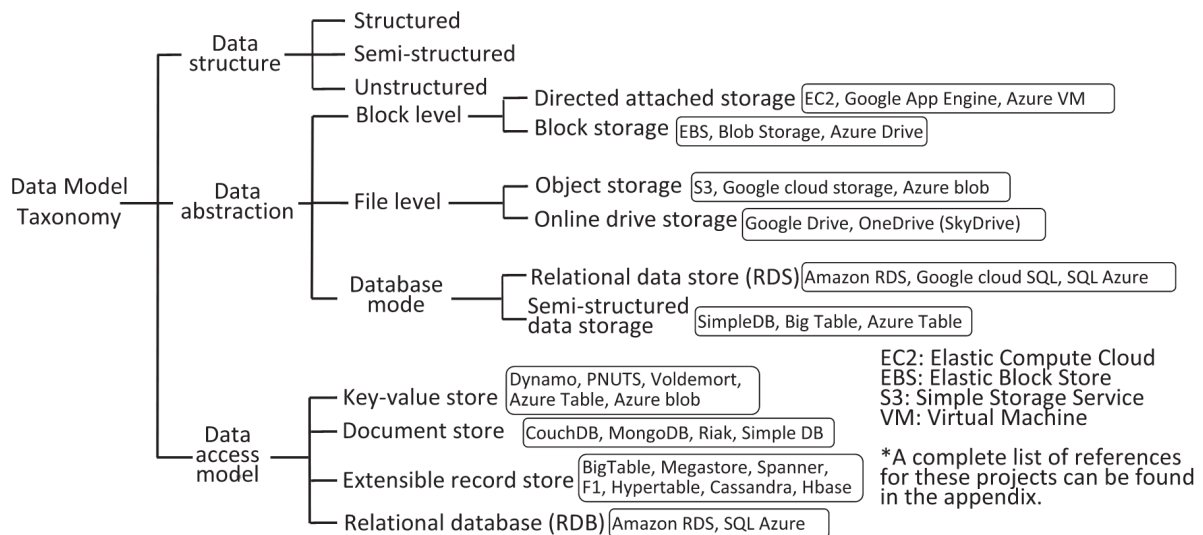 Data Model
Taxonomy
Data
structure
Structured
Semi-structured
Unstructured
Data
abstraction
Block level
Directed attached storage
EC2, Google App Engine, Azure VM
Block storage
EBS, Blob Storage, Azure Drive
File level
Object storage
S3, Google cloud storage, Azure blob
Online drive storage
Google Drive, OneDrive (SkyDrive)
Database
mode
Relational data store (RDS)
Amazon RDS, Google cloud SQL, SQL Azure
Semi-structured
data storage
SimpleDB, Big Table, Azure Table
Data
access
model
Key-value store
Dynamo, PNUTS, Voldemort,
Azure Table, Azure blob
Document store
CouchDB, MongoDB, Riak, Simple DB
Extensible record store
BigTable, Megastore, Spanner,
F1, Hypertable, Cassandra, Hbase
Relational database (RDB)
Amazon RDS, SQL Azure
EC2: Elastic Compute Cloud
EBS: Elastic Block Store
S3: Simple Storage Service
VM: Virtual Machine
*A complete list of references
for these projects can be found
in the appendix.